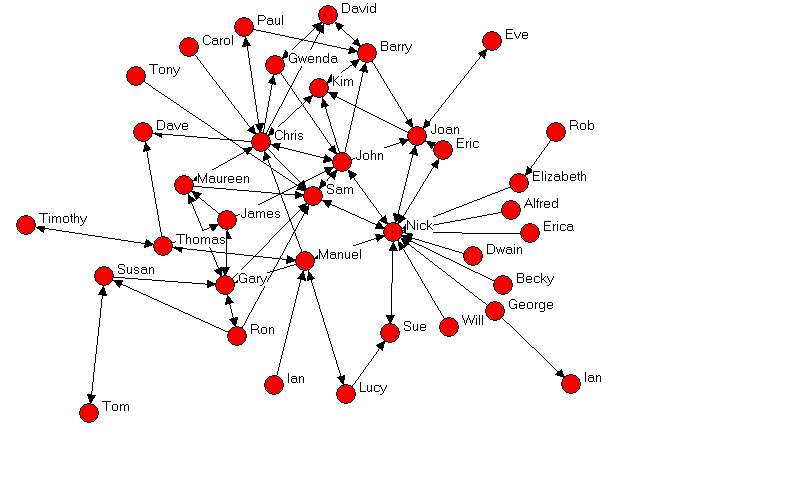 David
Paul
Carol
Barry
Eve
Gwenda
Tony
Kim
Dave
Chris
Joan
Rob
Eric
John
Maureen
Elizabeth
Sam
Alfred
James
Timothy
Nick
Erica
Thomas
Manuel
Dwain
Susan
Gary
Becky
George
Ron
Sue
Will
Ian
Lucy
Ian
Tom